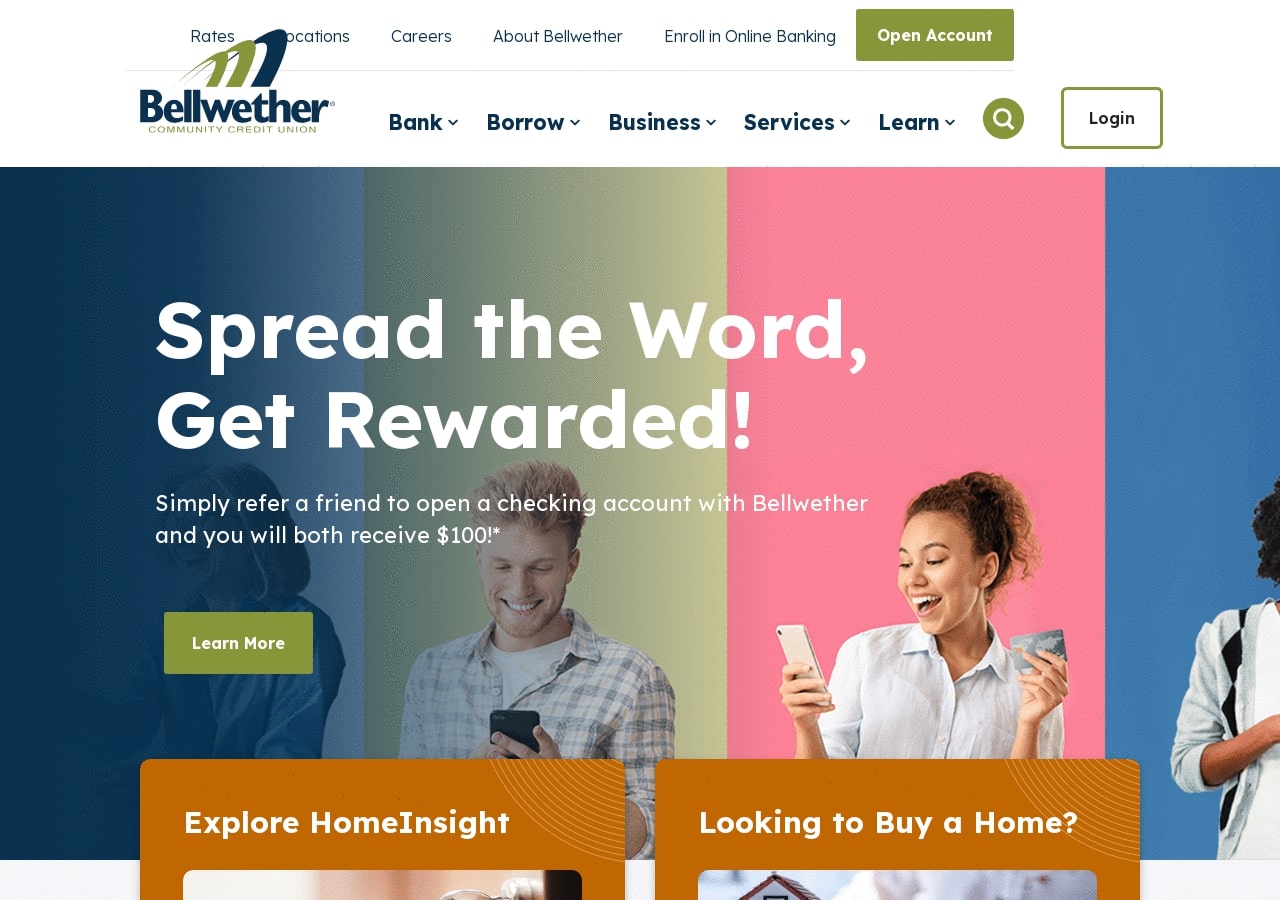 Rates
Locations
Careers
About Bellwether
Enroll in Online Banking
Open Account
Bellwether®
COMMUNITY CREDIT UNION
Bank
Borrow
Business
Services
Learn
Login
Spread the Word,
Get Rewarded!
Simply refer a friend to open a checking account with Bellwether
and you will both receive $100!*
Learn More
Explore HomeInsight
Looking to Buy a Home?